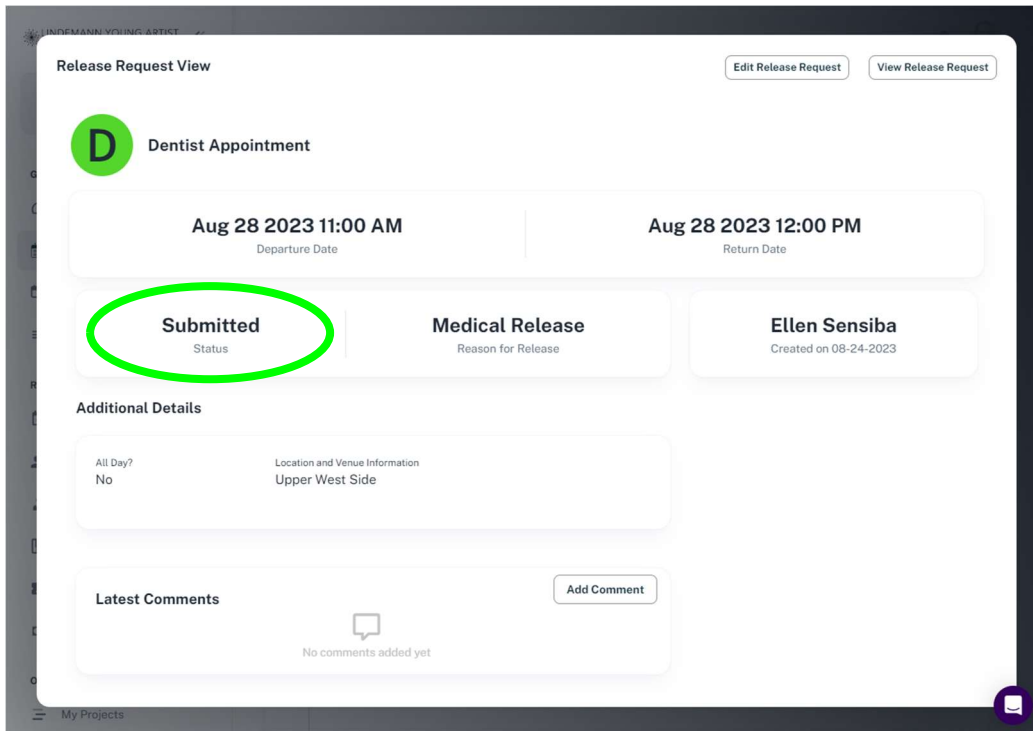 LINDEMANN YOUNG ARTIST
Release Request View
Edit Release Request
View Release Request
D
Dentist Appointment
Aug 28 2023 11:00 AM
Departure Date
Aug 28 2023 12:00 PM
Return Date
Submitted
Status
Medical Release
Reason for Release
Ellen Sensiba
Created on 08-24-2023
Additional Details
All Day?
No
Location and Venue Information
Upper West Side
Latest Comments
Add Comment
No comments added yet
My Projects